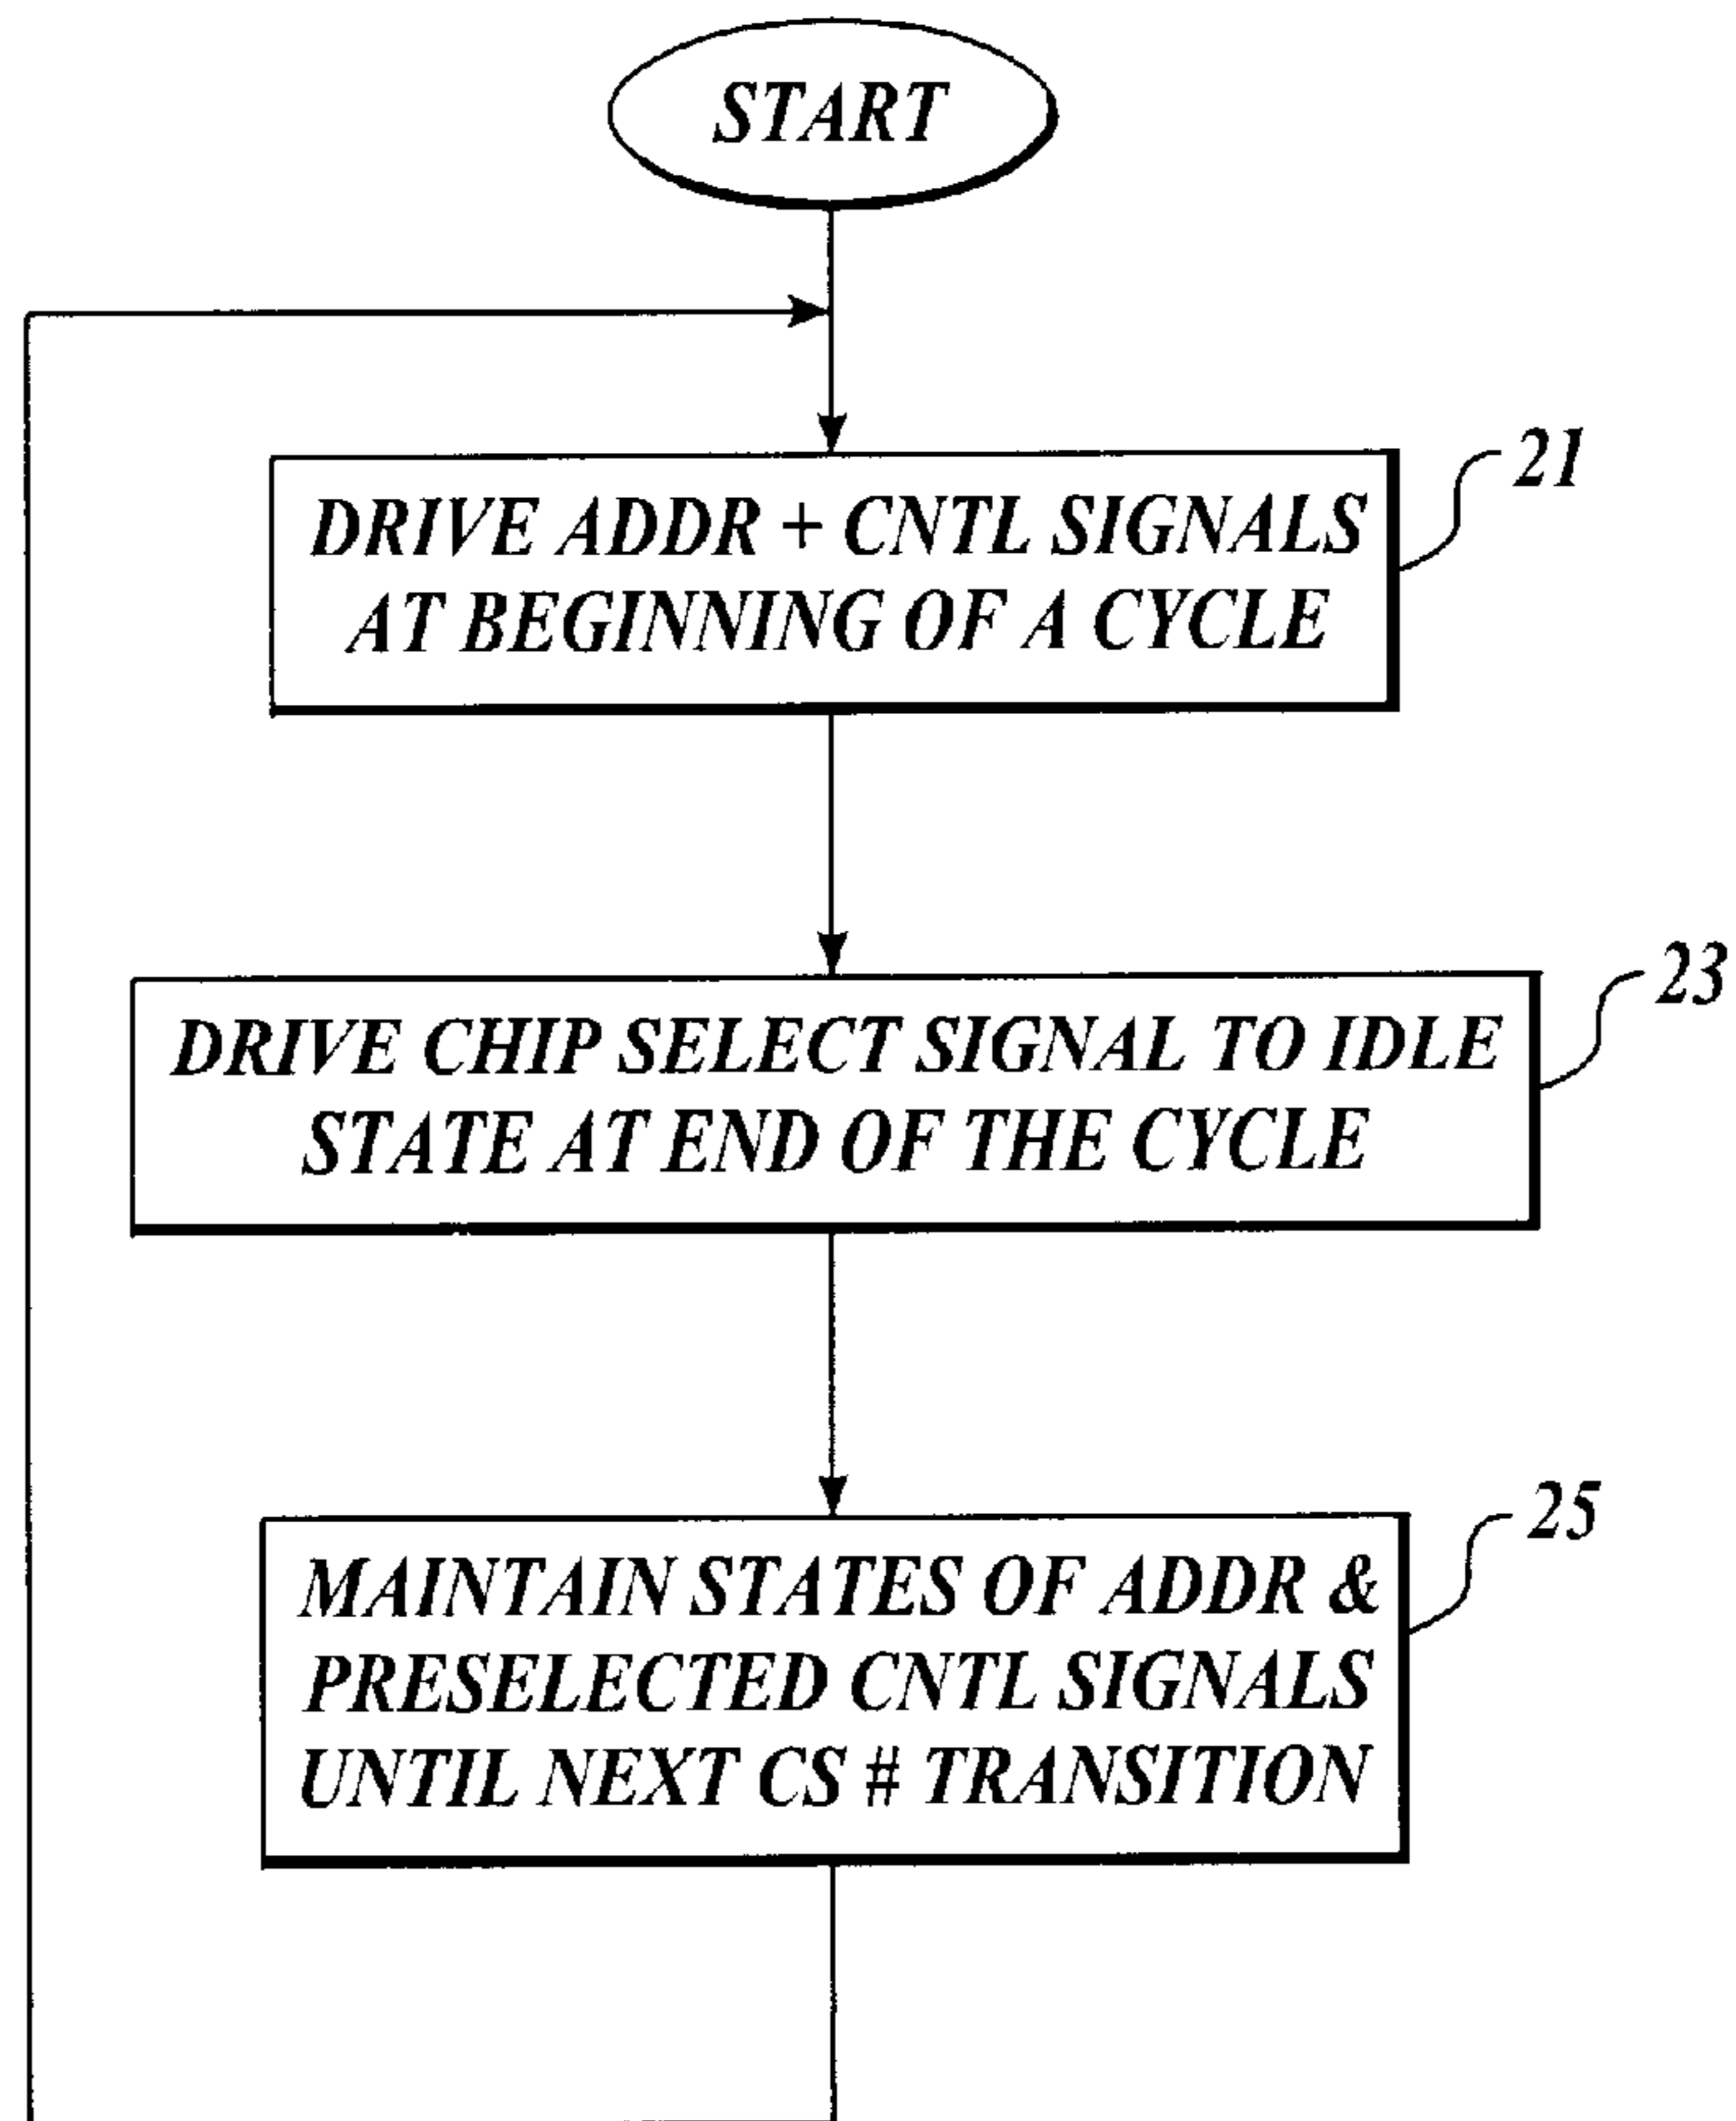 START
21
DRIVE ADDR + CNTL SIGNALS
AT BEGINNING OF A CYCLE
23
DRIVE CHIP SELECT SIGNAL TO IDLE
STATE AT END OF THE CYCLE
25
MAINTAIN STATES OF ADDR &
PRESELECTED CNTL SIGNALS
UNTIL NEXT CS # TRANSITION